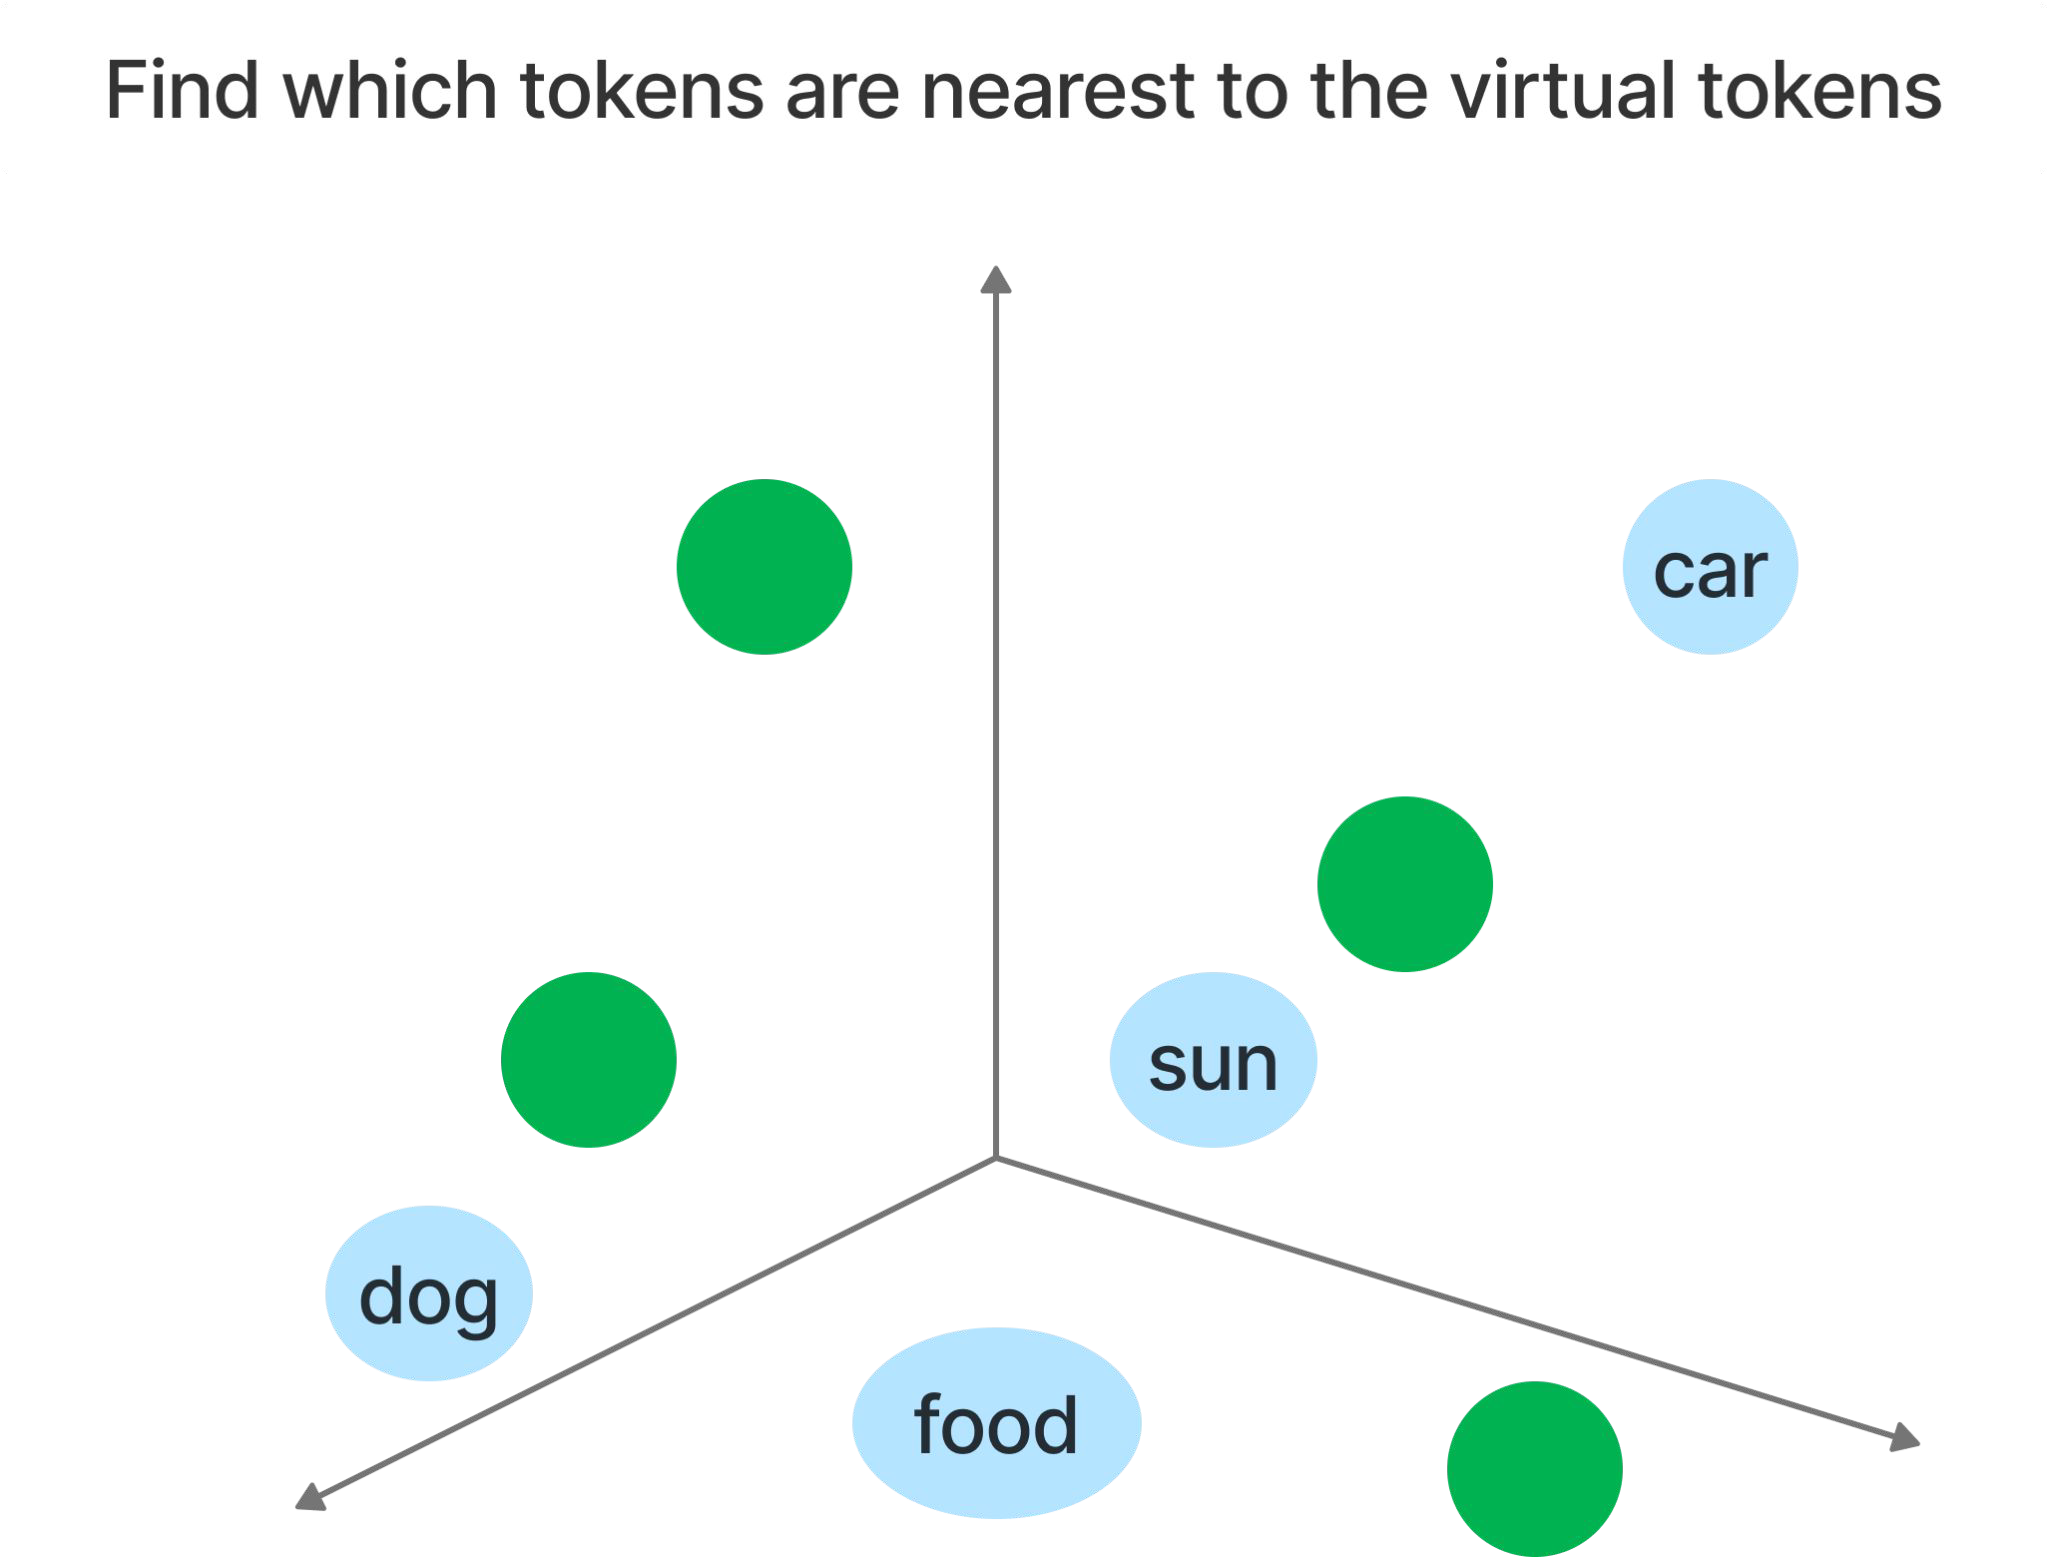 Find which tokens are nearest to the virtual tokens
car
sun
dog
food